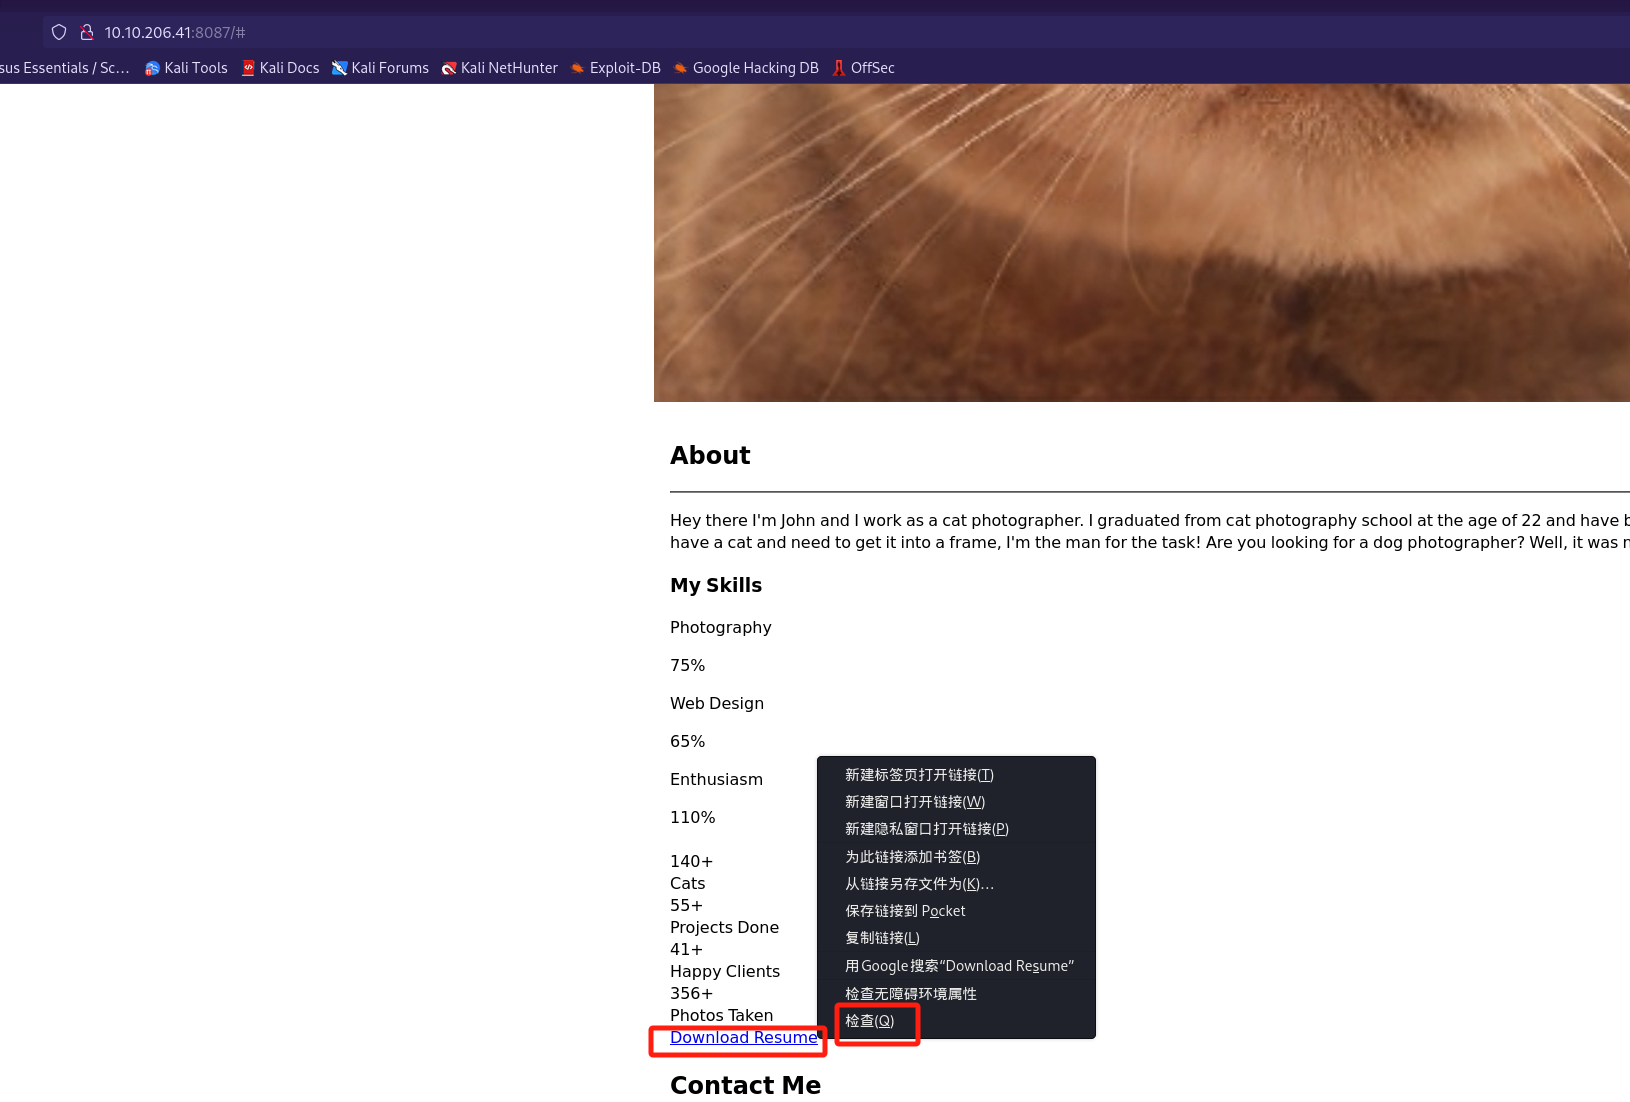 10.10.206.41:8087/#
sus Essentials / Sc… Kali Tools Kali Docs Kali Forums Kali NetHunter Exploit-DB Google Hacking DB OffSec
About
Hey there I'm John and I work as a cat photographer. I graduated from cat photography school at the age of 22 and have
have a cat and need to get it into a frame, I'm the man for the task! Are you looking for a dog photographer? Well, it was
My Skills
Photography
75%
Web Design
65%
Enthusiasm
110%
140+
Cats
55+
Projects Done
41+
Happy Clients
356+
Photos Taken
Download Resume
新建标签页打开链接(T)
新建窗口打开链接(W)
新建隐私窗口打开链接(P)
为此链接添加书签(B)
从链接另存文件为(K)…
保存链接到 Pocket
复制链接(L)
用 Google 搜索“Download Resume”
检查无障碍环境属性
检查(Q)
Contact Me